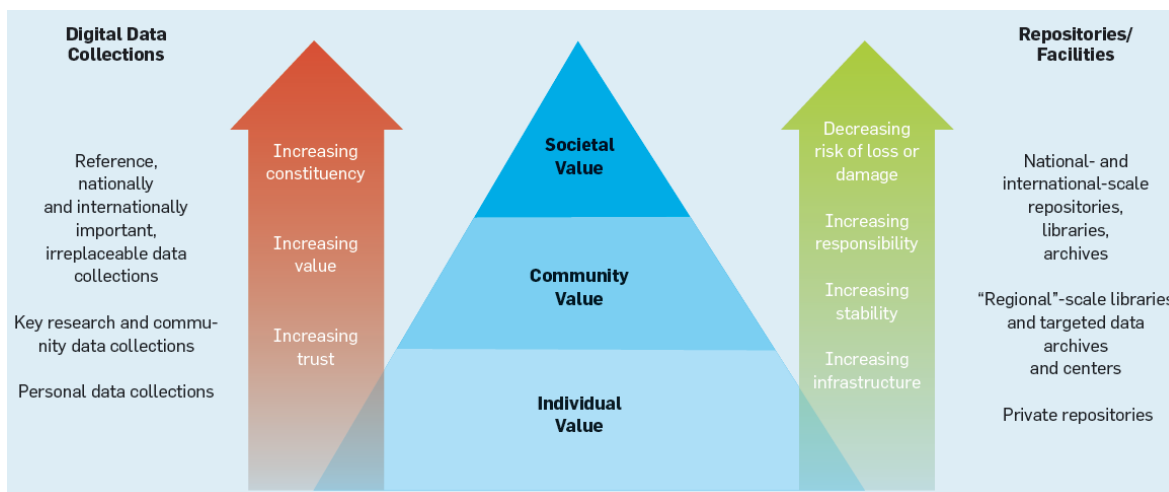 Digital Data
Collections
Reference,
nationally
and internationally
important,
irreplaceable data
collections
Key research and commu-
nity data collections
Personal data collections
Increasing
constituency
Increasing
value
Increasing
trust
Societal
Value
Community
Value
Individual
Value
Decreasing
risk of loss or
damage
Increasing
responsibility
Increasing
stability
Increasing
infrastructure
Repositories/
Facilities
National- and
international-scale
repositories,
libraries,
archives
“Regional”-scale libraries
and targeted data
archives
and centers
Private repositories